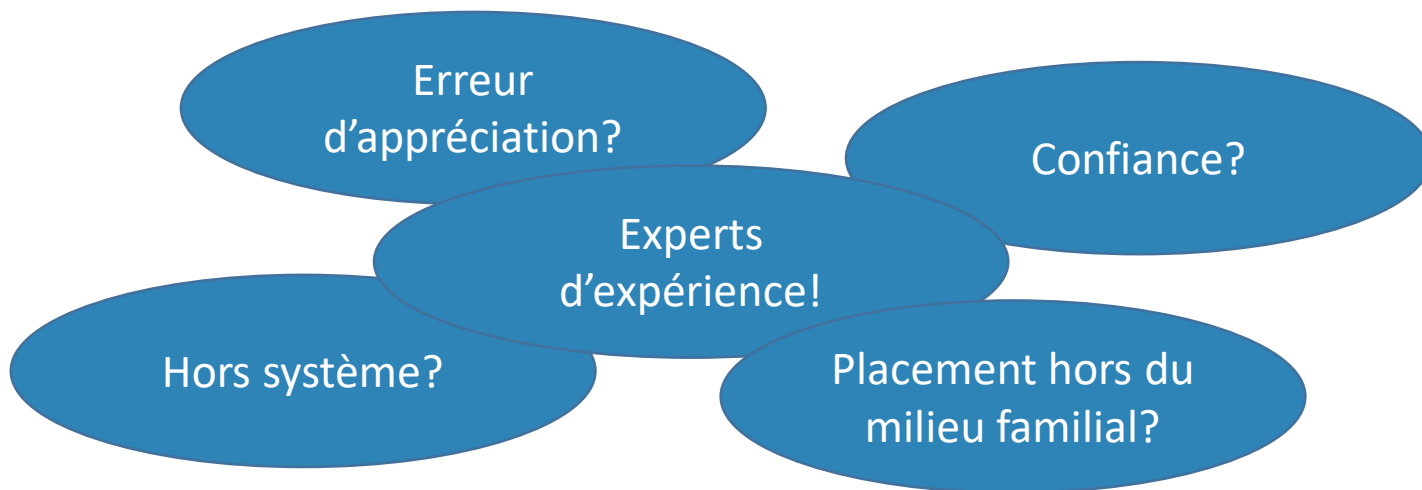 Erreur
d’appréciation?
Confiance?
Experts
d’expérience!
Hors système?
Placement hors du
milieu familial?